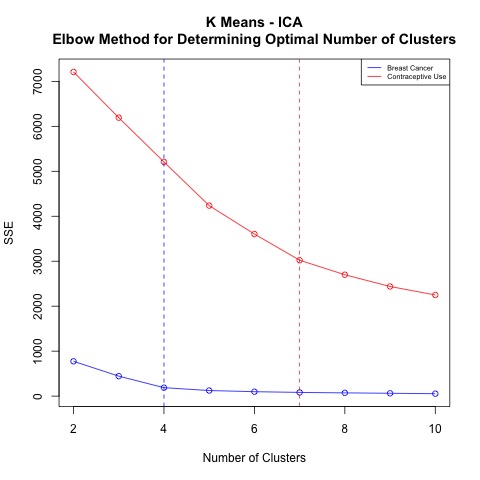 K Means - ICA
Elbow Method for Determining Optimal Number of Clusters
Breast Cancer
Contraceptive Use
7000
6000
5000
4000
3000
2000
1000
0
SSE
2 4 6 8 10
Number of Clusters